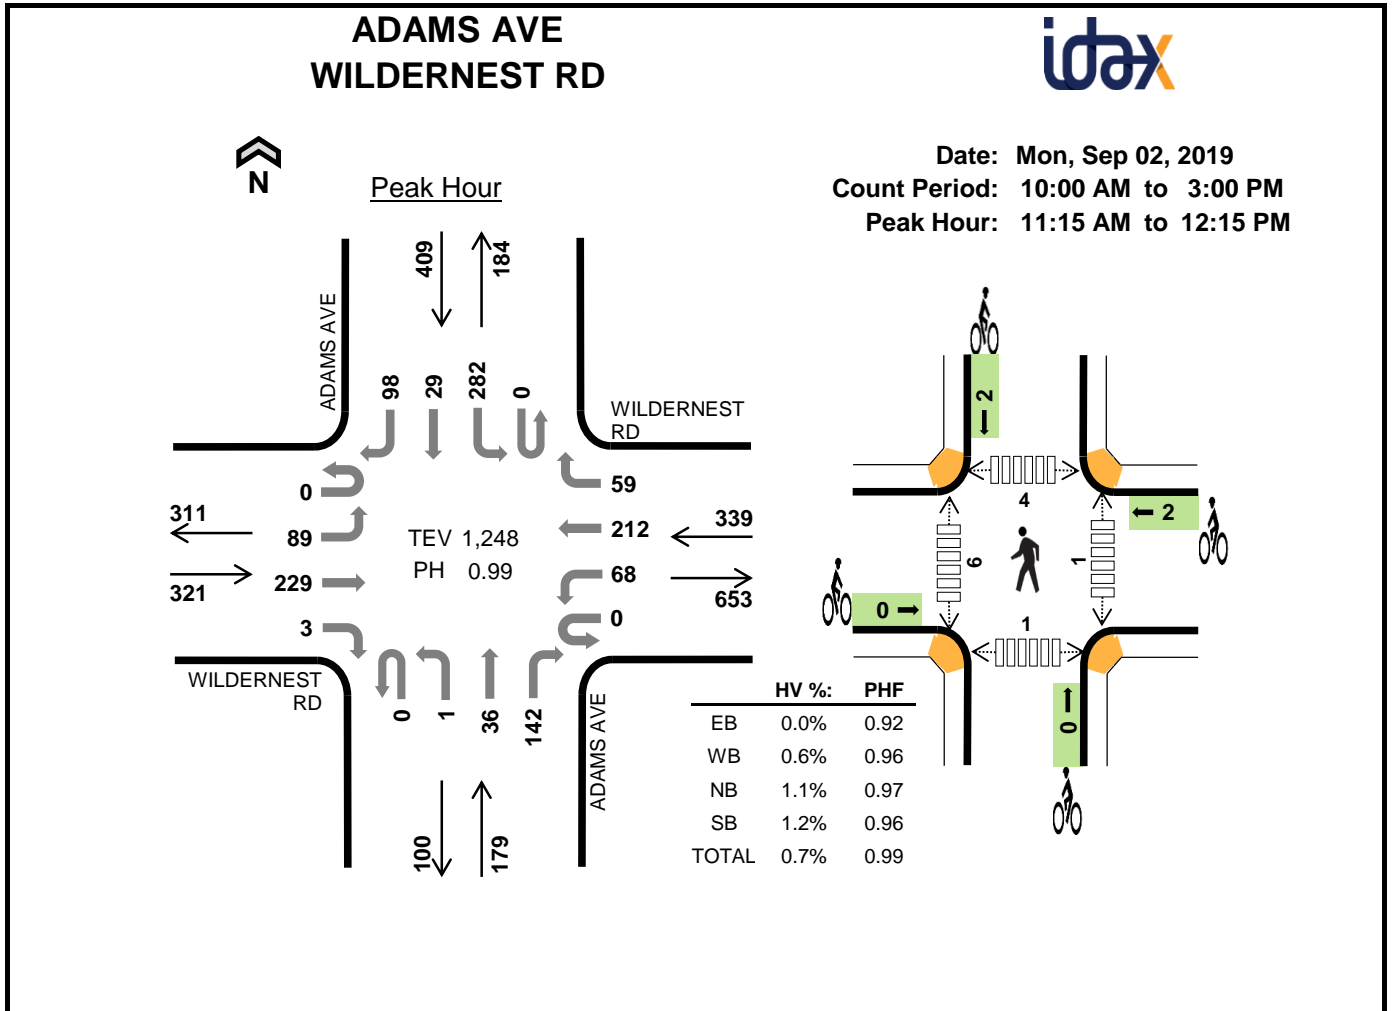 ADAMS AVE
WILDERNEST RD
idax
N
Peak Hour
Date: Mon, Sep 02, 2019
Count Period: 10:00 AM to 3:00 PM
Peak Hour: 11:15 AM to 12:15 PM
409
184
ADAMS AVE
98
29
282
0
WILDERNEST
RD
0
89
229
3
311
321
TEV 1,248
PH 0.99
59
212
68
0
339
653
WILDERNEST
RD
0
1
36
142
ADAMS AVE
100
179
2
4
2
6
1
0
1
0
HV %: PHF
EB 0.0% 0.92
WB 0.6% 0.96
NB 1.1% 0.97
SB 1.2% 0.96
TOTAL 0.7% 0.99